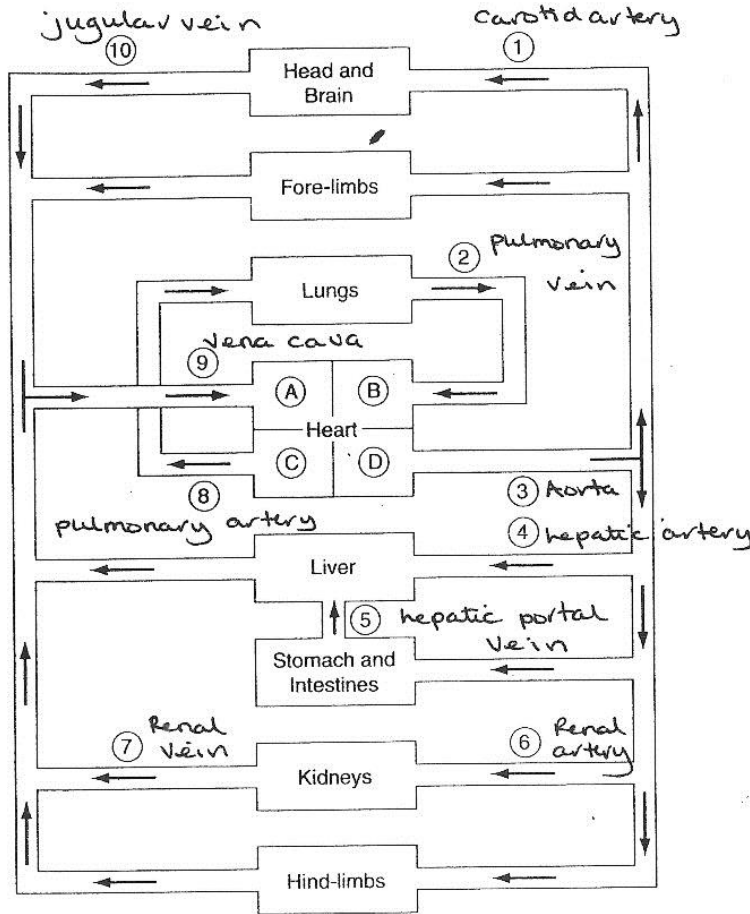 jugular vein
carotid artery
10
1
Head and
Brain
Fore-limbs
2
pulmonary
vein
Lungs
vena cava
9
A
B
Heart
C
D
8
3 Aorta
pulmonary artery
4 hepatic artery
Liver
5 hepatic portal
vein
Stomach and
Intestines
7
Renal
vein
6
Renal
artery
Kidneys
Hind-limbs